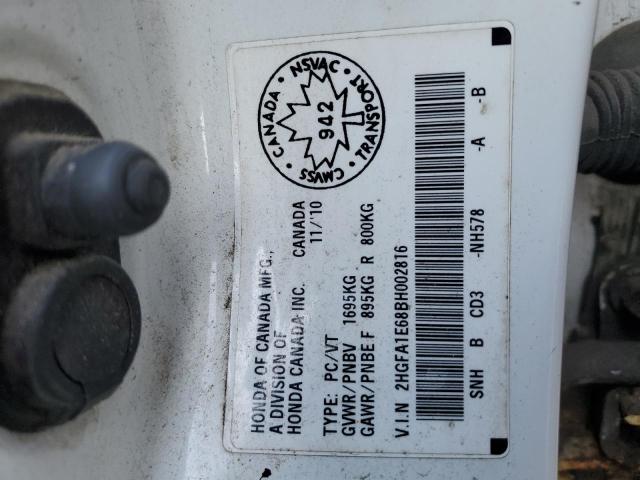 HONDA OF CANADA MFG.,
A DIVISION OF
HONDA CANADA INC. CANADA
11/'10
TYPE: PC/VT
GVWR/PNBV 1695KG
GAWR/PNBE F 895KG R 800KG
V.I.N 2HGFA1E68BH002816
SNH B CD3 -NH578 -A -B
CANADA · NSVAC · TRANSPORT · CMVSS ·
942